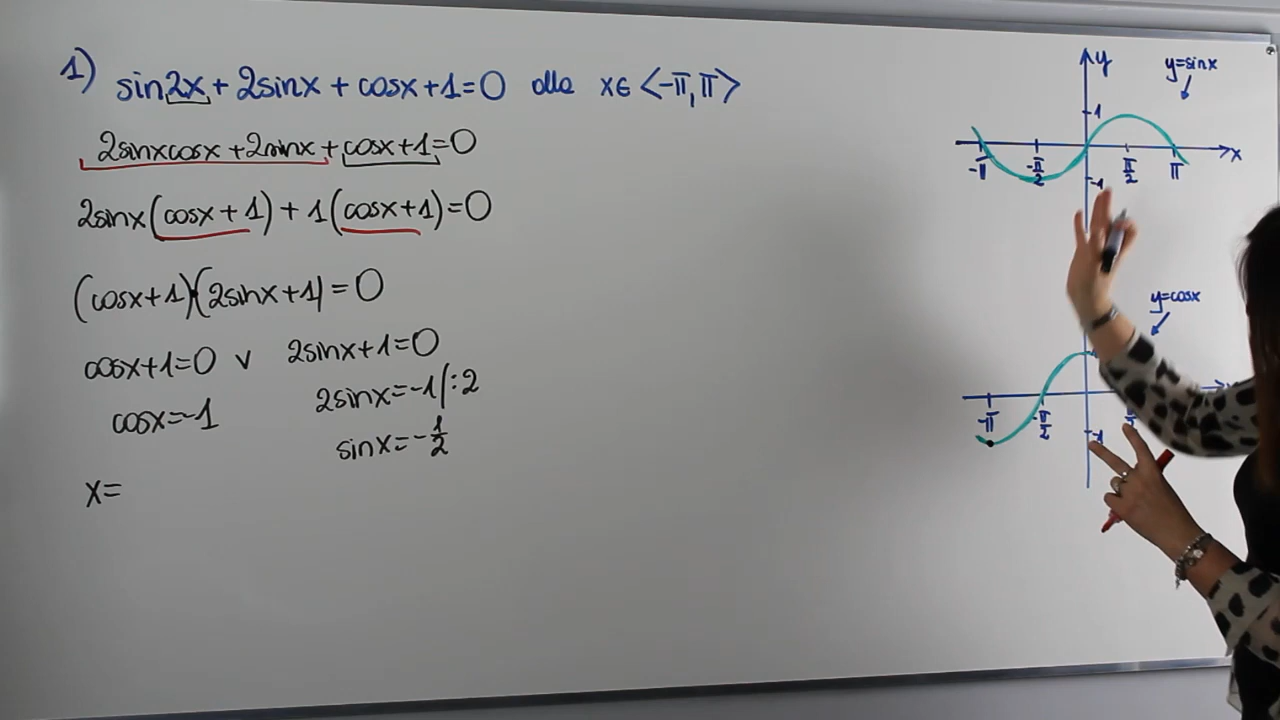 1) sin2x + 2sinx + cosx + 1 = 0 dla x∈ <-π, π>
2sinxcosx + 2sinx + cosx + 1 = 0
2sinx(cosx + 1) + 1(cosx + 1) = 0
(cosx + 1)(2sinx + 1) = 0
cosx + 1 = 0 v 2sinx + 1 = 0
cosx = -1
2sinx = -1 |:2
sinx = -1/2
x =
y
y=sinx
1
x
-π
-π/2
π/2
π
-1
y=cosx
-π
-π/2
-1